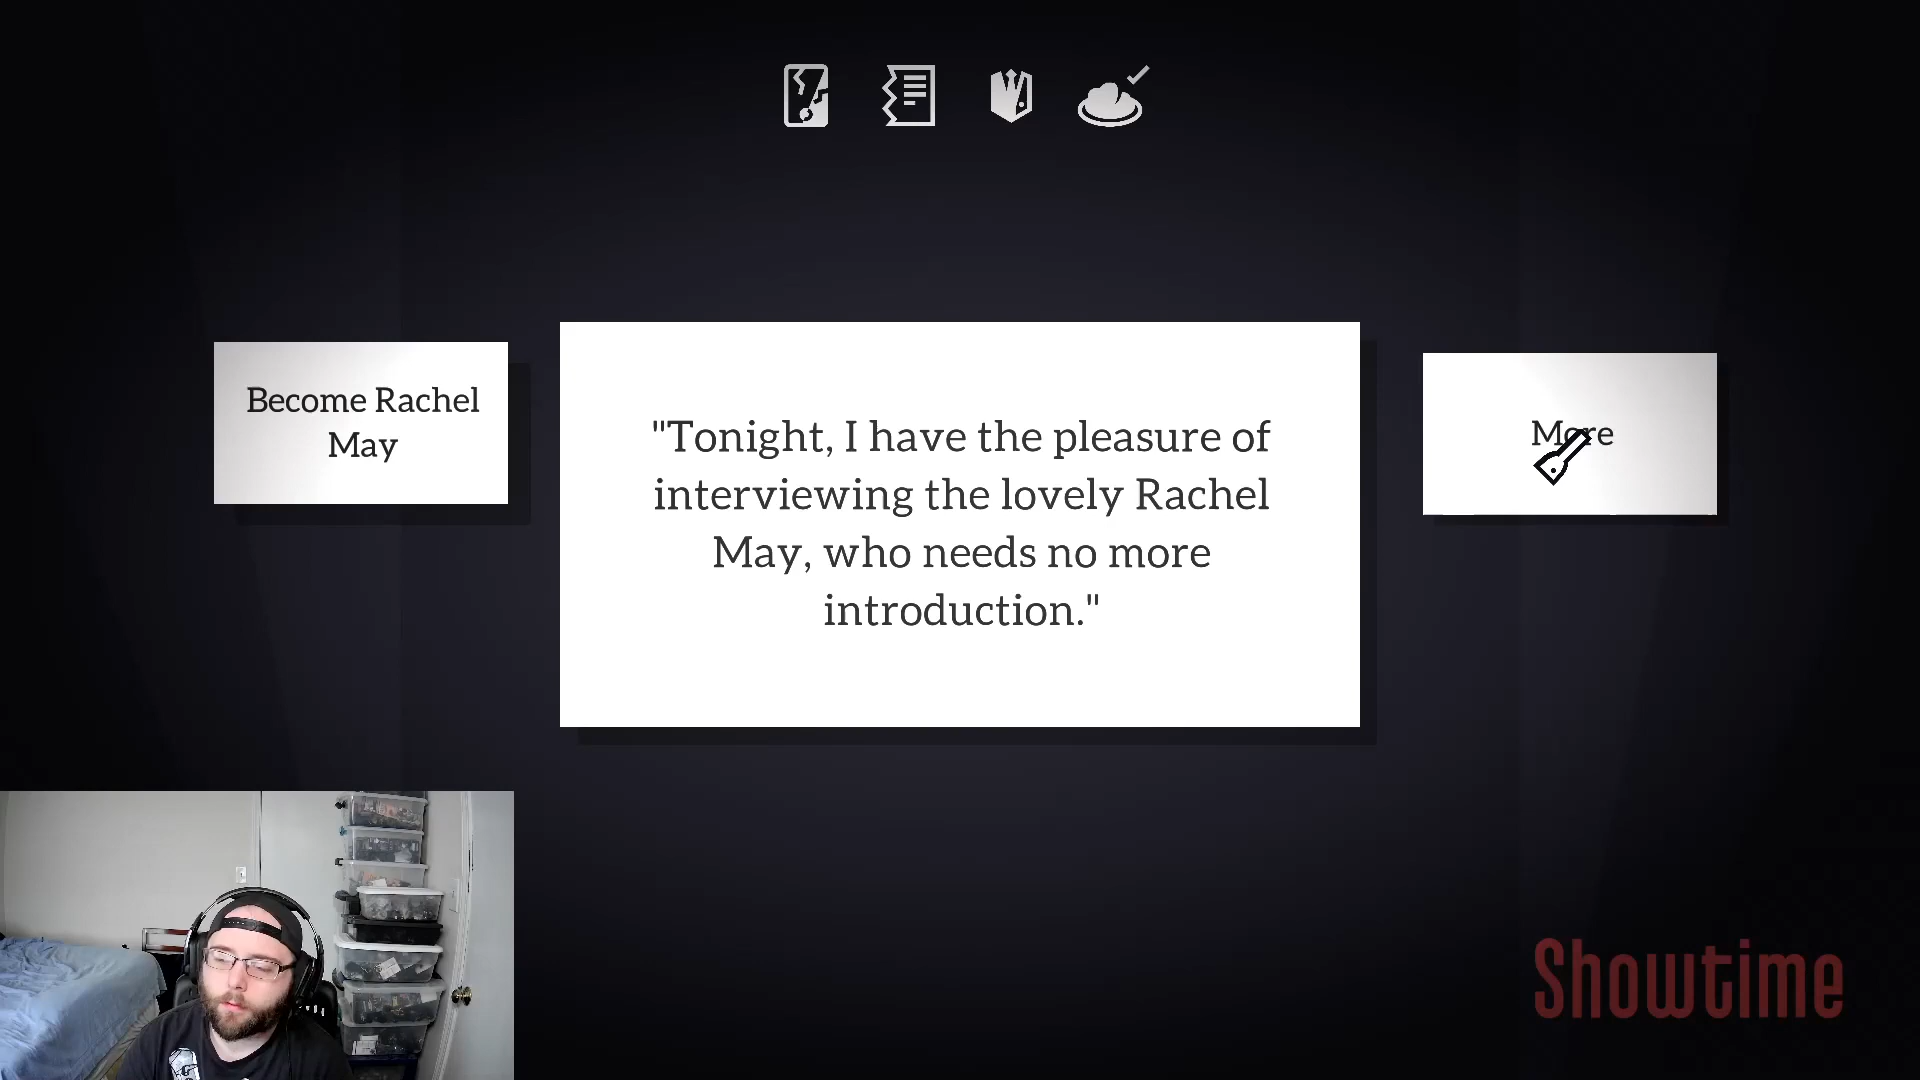 Become Rachel
May
"Tonight, I have the pleasure of
interviewing the lovely Rachel
May, who needs no more
introduction."
More
Showtime